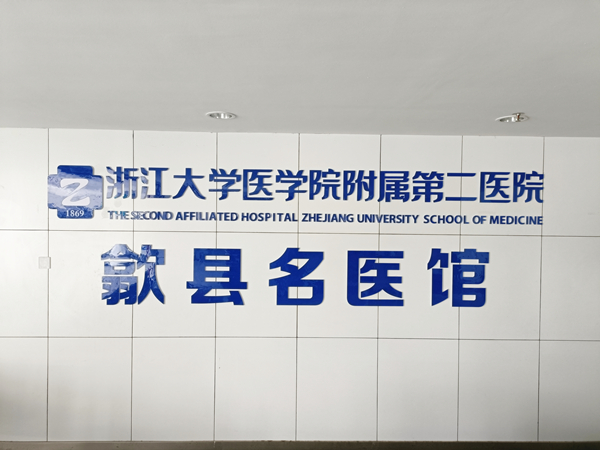 浙江大学医学院附属第二医院
1869
THE SECOND AFFILIATED HOSPITAL ZHEJIANG UNIVERSITY SCHOOL OF MEDICINE
歙县名医馆